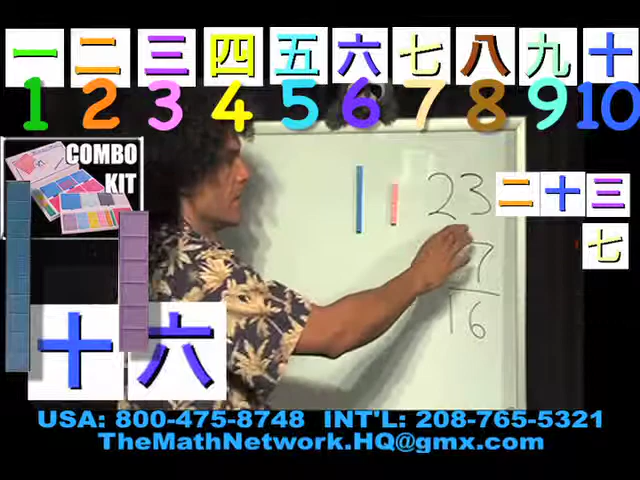 一 二 三 四 五 六 七 八 九 十
1 2 3 4 5 6 7 8 9 10
COMBO
KIT
23
7
16
二十三
七
十六
USA: 800-475-8748 INT'L: 208-765-5321
TheMathNetwork.HQ@gmx.com